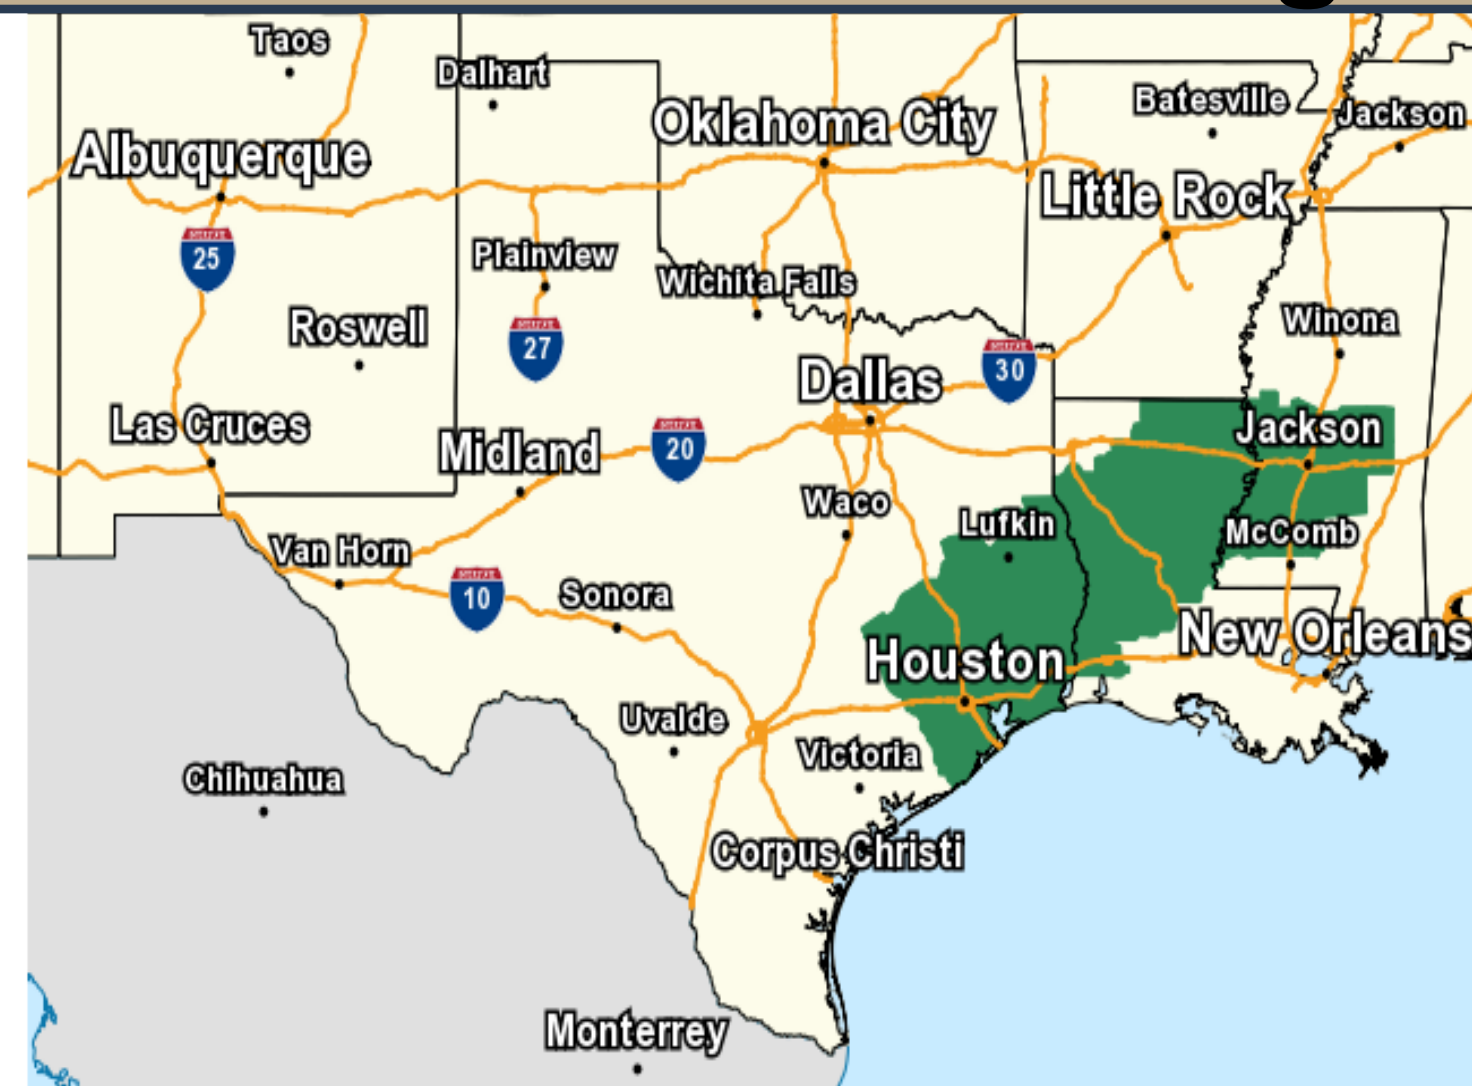 Taos
Dalhart
Batesville
Jackson
Oklahoma City
Albuquerque
Little Rock
25
Plainview
Wichita Falls
Roswell
27
Winona
30
Dallas
Las Cruces
Jackson
Midland
20
Waco
Lufkin
McComb
Van Horn
10
Sonora
New Orleans
Houston
Uvalde
Victoria
Chihuahua
Corpus Christi
Monterrey